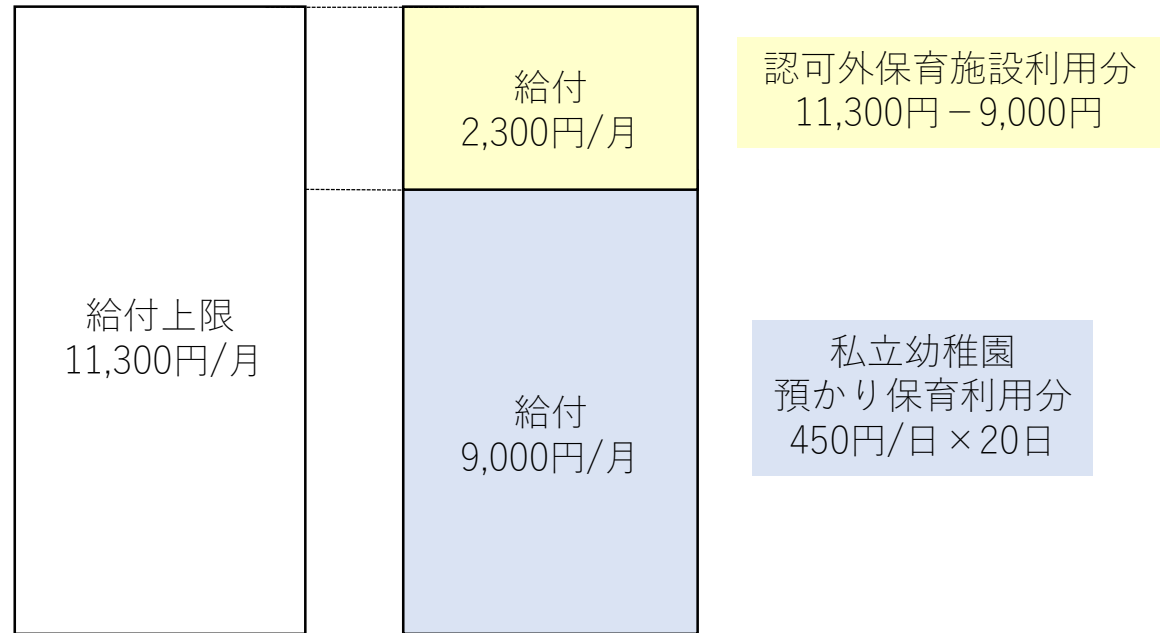 給付上限
11,300円/月
給付
2,300円/月
給付
9,000円/月
認可外保育施設利用分
11,300円－9,000円
私立幼稚園
預かり保育利用分
450円/日×20日